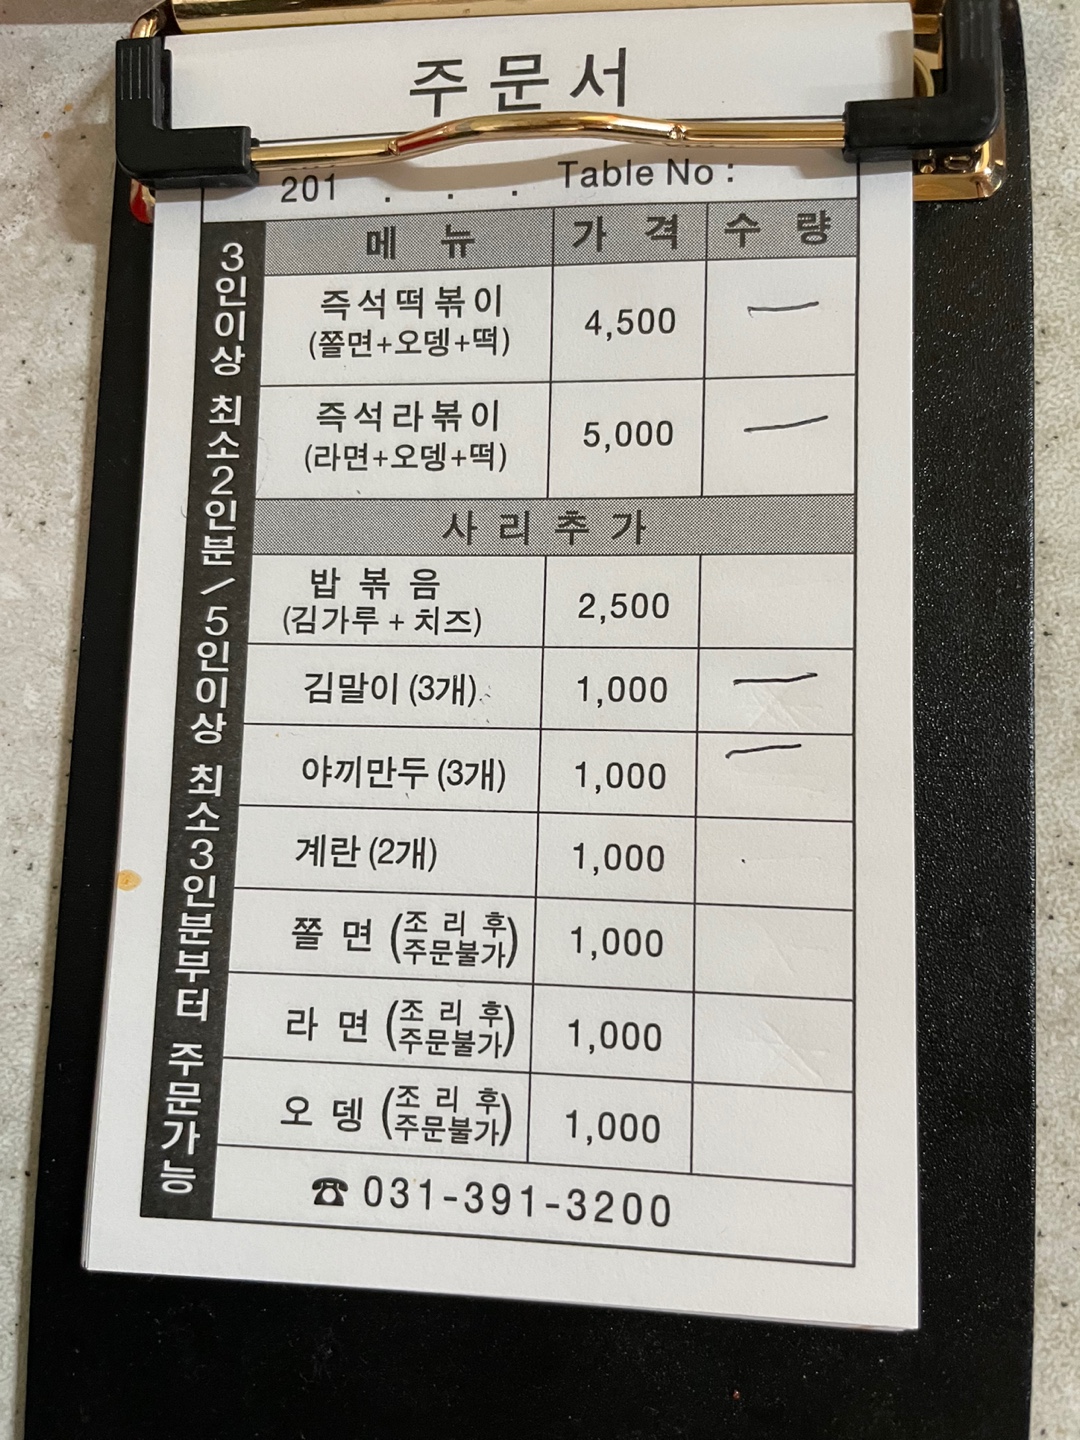 주문서
201 . . . Table No :
3인이상 최소2인분 / 5인이상 최소3인분부터 주문가능
메 뉴 가 격 수 량
즉석떡볶이
(쫄면+오뎅+떡) 4,500 一
즉석라볶이
(라면+오뎅+떡) 5,000 一
사 리 추 가
밥 볶 음
(김가루 + 치즈) 2,500
김말이 (3개) 1,000 一
야끼만두 (3개) 1,000 一
계란 (2개) 1,000
쫄 면 (조 리 후 주문불가) 1,000
라 면 (조 리 후 주문불가) 1,000
오 뎅 (조 리 후 주문불가) 1,000
☎ 031-391-3200